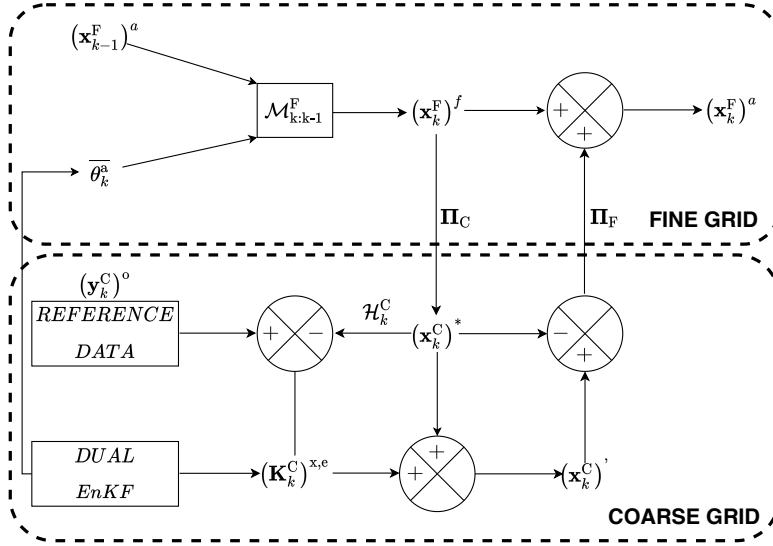 (x^F_{k−1})^a
M^F_{k:k-1}
(x^F_k)^f
+
+
(x^F_k)^a
\overline{θ^a_k}
Π_C
Π_F
FINE GRID
(y^C_k)^o
REFERENCE
DATA
+
−
H^C_k
(x^C_k)^*
−
+
DUAL
EnKF
(K^C_k)^{x,e}
+
+
(x^C_k)^’
COARSE GRID